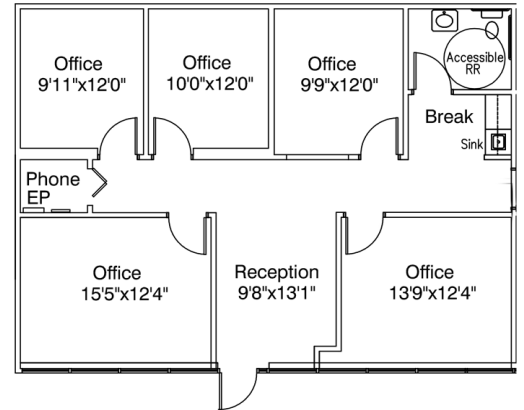 Office
9'11"x12'0"
Office
10'0"x12'0"
Office
9'9"x12'0"
Accessible
RR
Break
Sink
Phone
EP
Office
15'5"x12'4"
Reception
9'8"x13'1"
Office
13'9"x12'4"